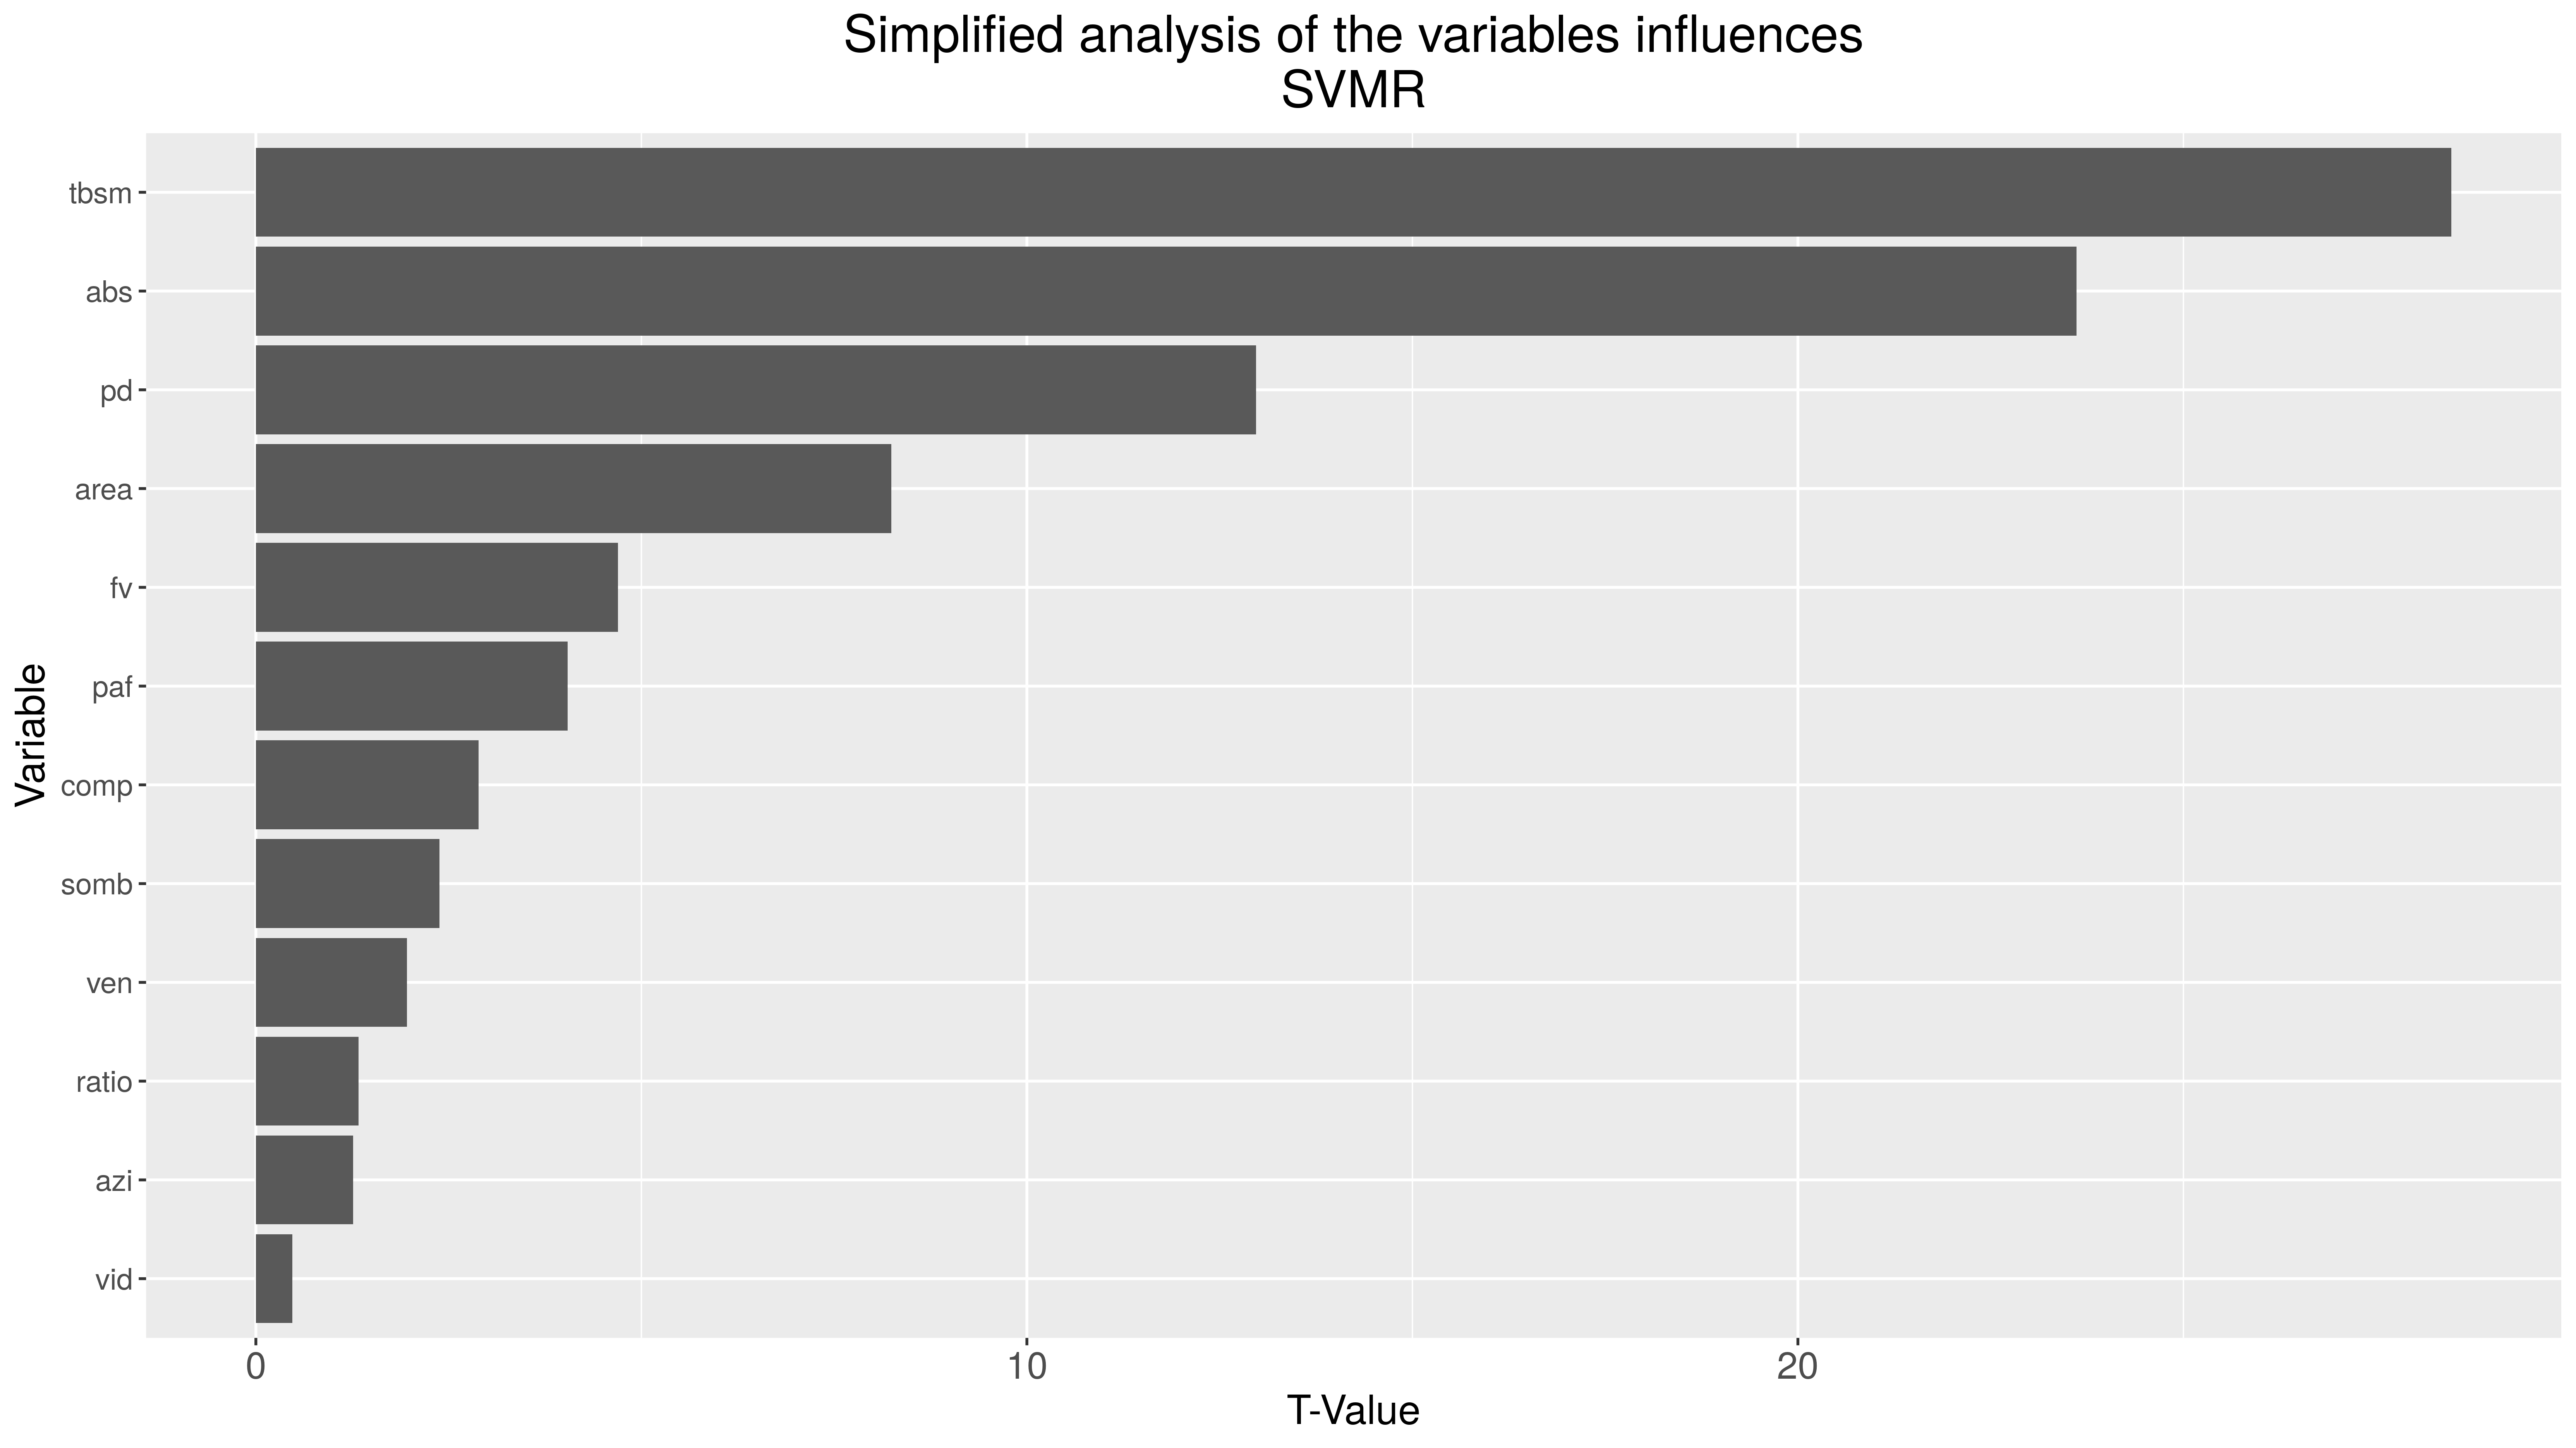 Simplified analysis of the variables influences
SVMR
Variable
tbsm
abs
pd
area
fv
paf
comp
somb
ven
ratio
azi
vid
0 10 20
T-Value